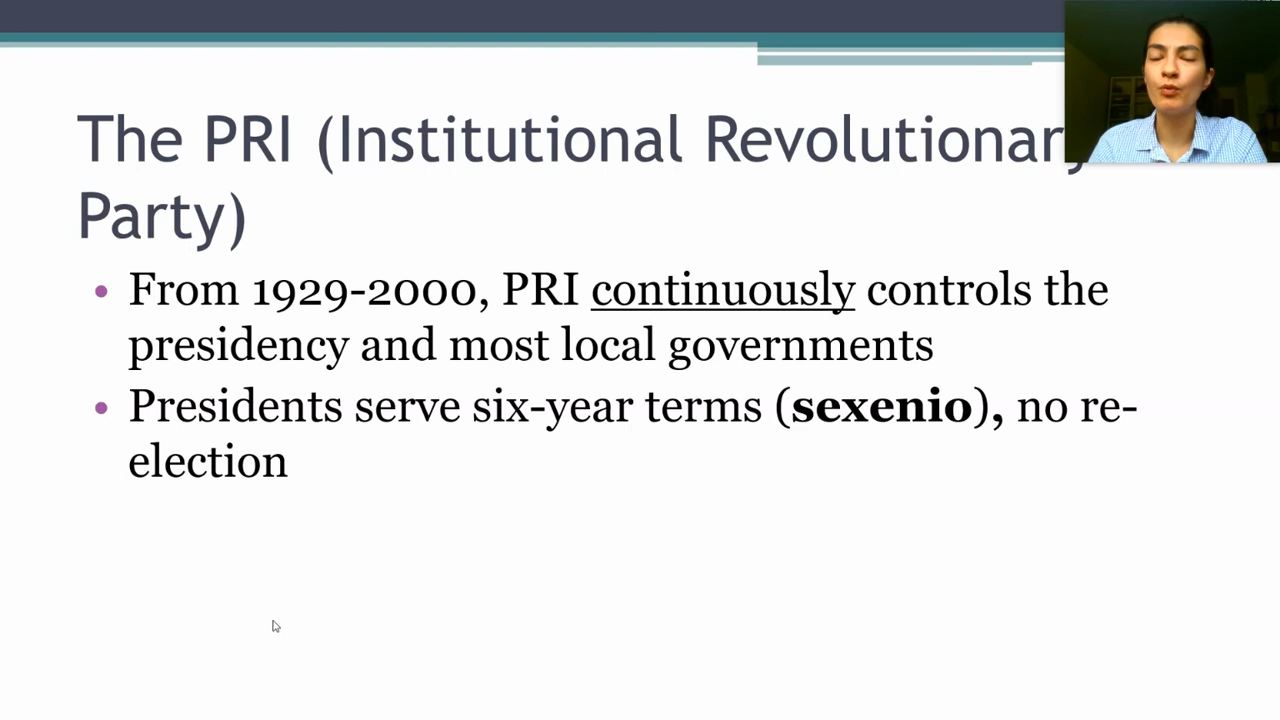 The PRI (Institutional Revolutionary
Party)
• From 1929-2000, PRI continuously controls the
presidency and most local governments
• Presidents serve six-year terms (sexenio), no re-
election